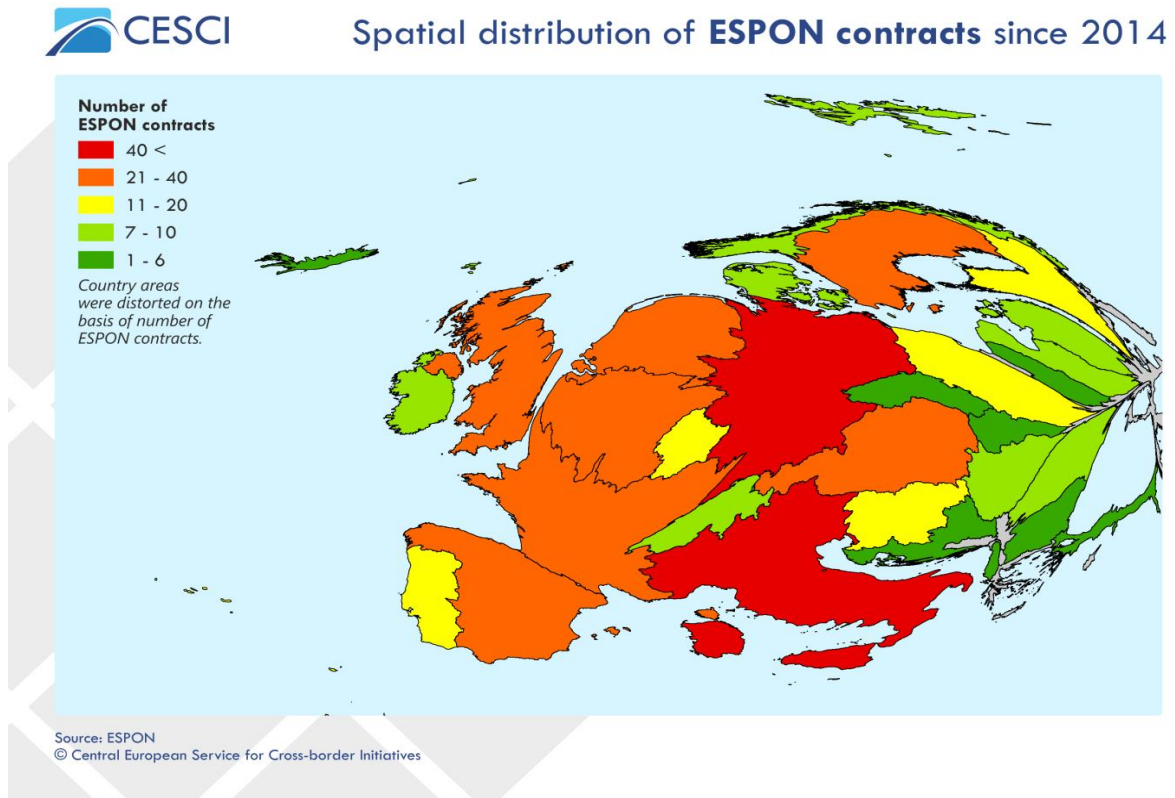 CESCI
Spatial distribution of ESPON contracts since 2014
Number of
ESPON contracts
40 <
21 - 40
11 - 20
7 - 10
1 - 6
Country areas
were distorted on the
basis of number of
ESPON contracts.
Source: ESPON
© Central European Service for Cross-border Initiatives